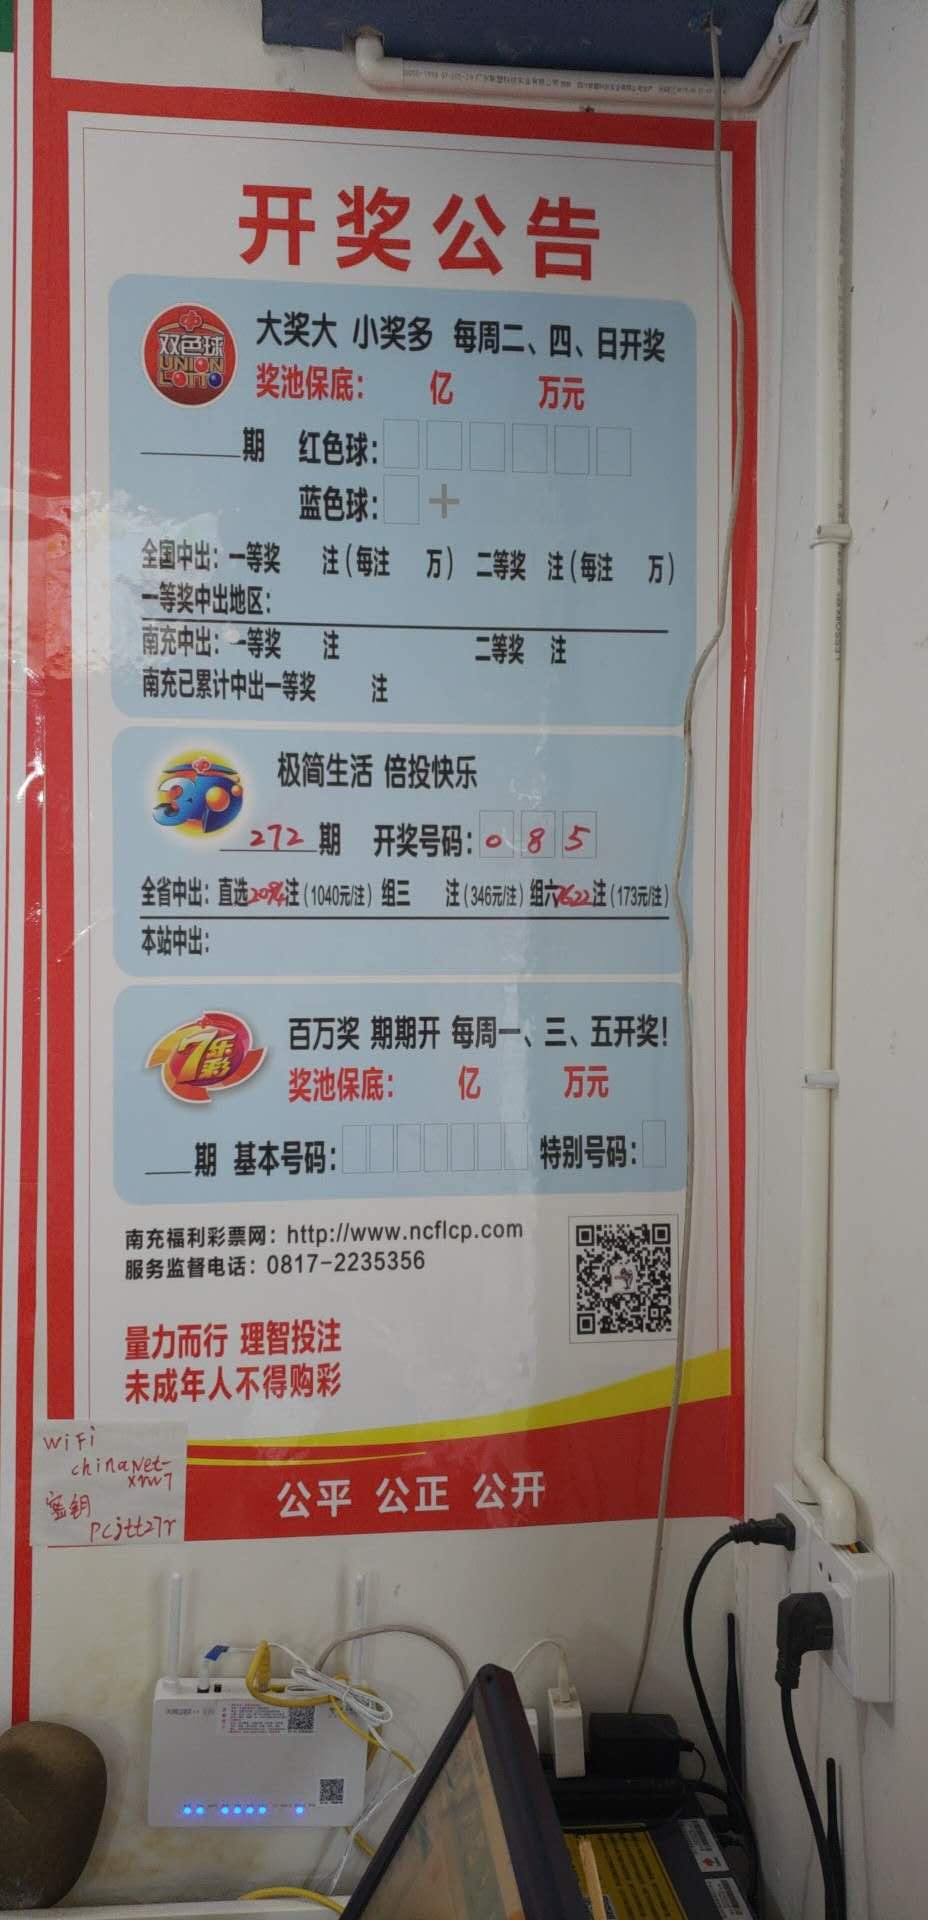 开奖公告
双色球
UNION
LOTTO
大奖大 小奖多 每周二、四、日开奖
奖池保底： 亿 万元
期 红色球：
蓝色球： +
全国中出：一等奖 注（每注 万） 二等奖 注（每注 万）
一等奖中出地区：
南充中出：一等奖 注 二等奖 注
南充已累计中出一等奖 注
3D
极简生活 倍投快乐
272 期 开奖号码：0 8 5
全省中出：直选2094注（1040元/注）组三 注（346元/注）组六 注（173元/注）
本站中出：
7乐彩
百万奖 期期开 每周一、三、五开奖！
奖池保底： 亿 万元
期 基本号码： 特别号码：
南充福利彩票网：http://www.ncflcp.com
服务监督电话：0817-2235356
量力而行 理智投注
未成年人不得购彩
WiFi
chinaNet-
密钥
公平 公正 公开